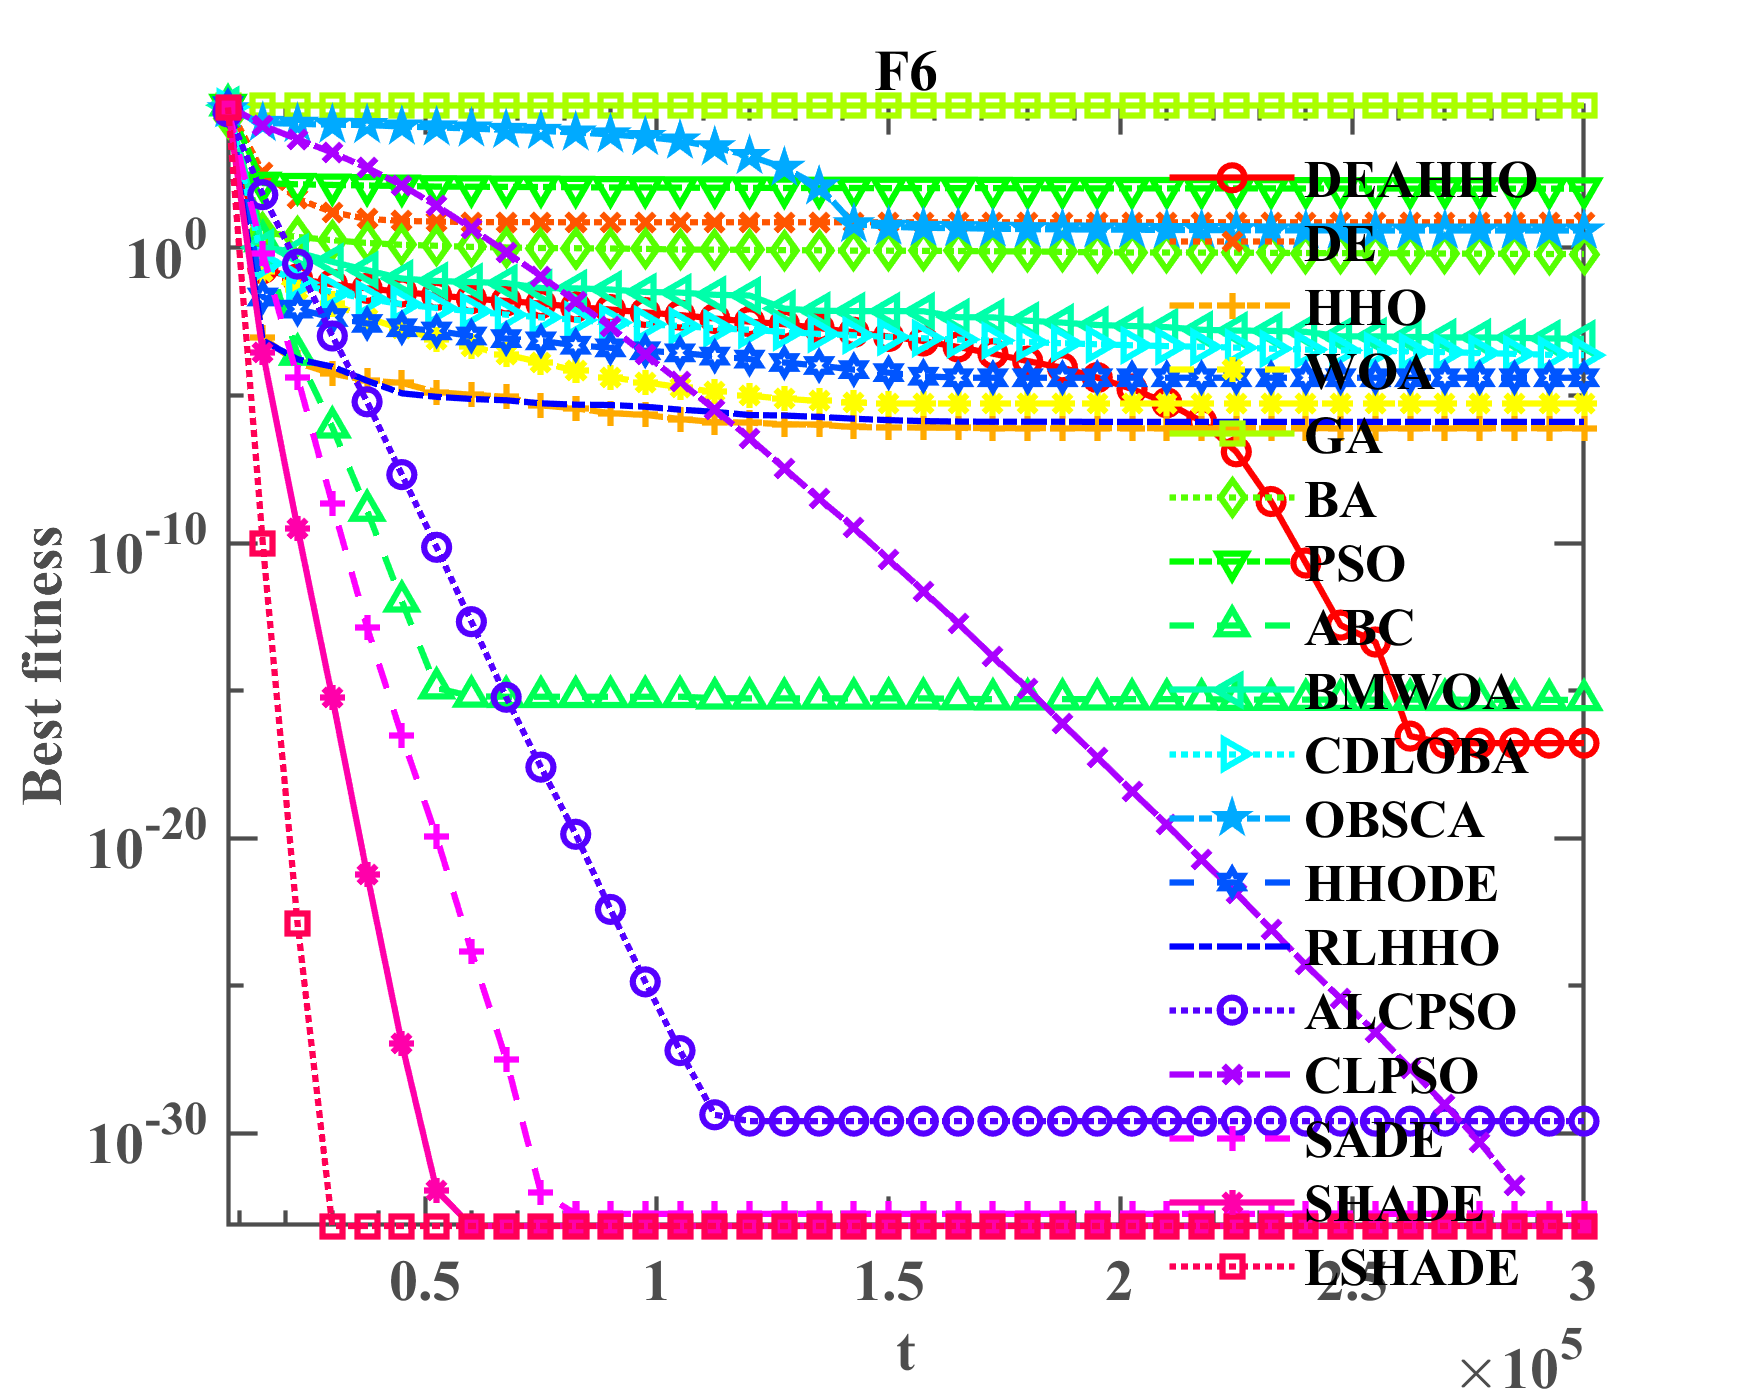 F6
Best fitness
10^0
10^-10
10^-20
10^-30
DEAHHO
DE
HHO
WOA
GA
BA
PSO
ABC
BMWOA
CDLOBA
OBSCA
HHODE
RLHHO
ALCPSO
CLPSO
SADE
SHADE
LSHADE
0.5 1 1.5 2 2.5 3
t
×10^5